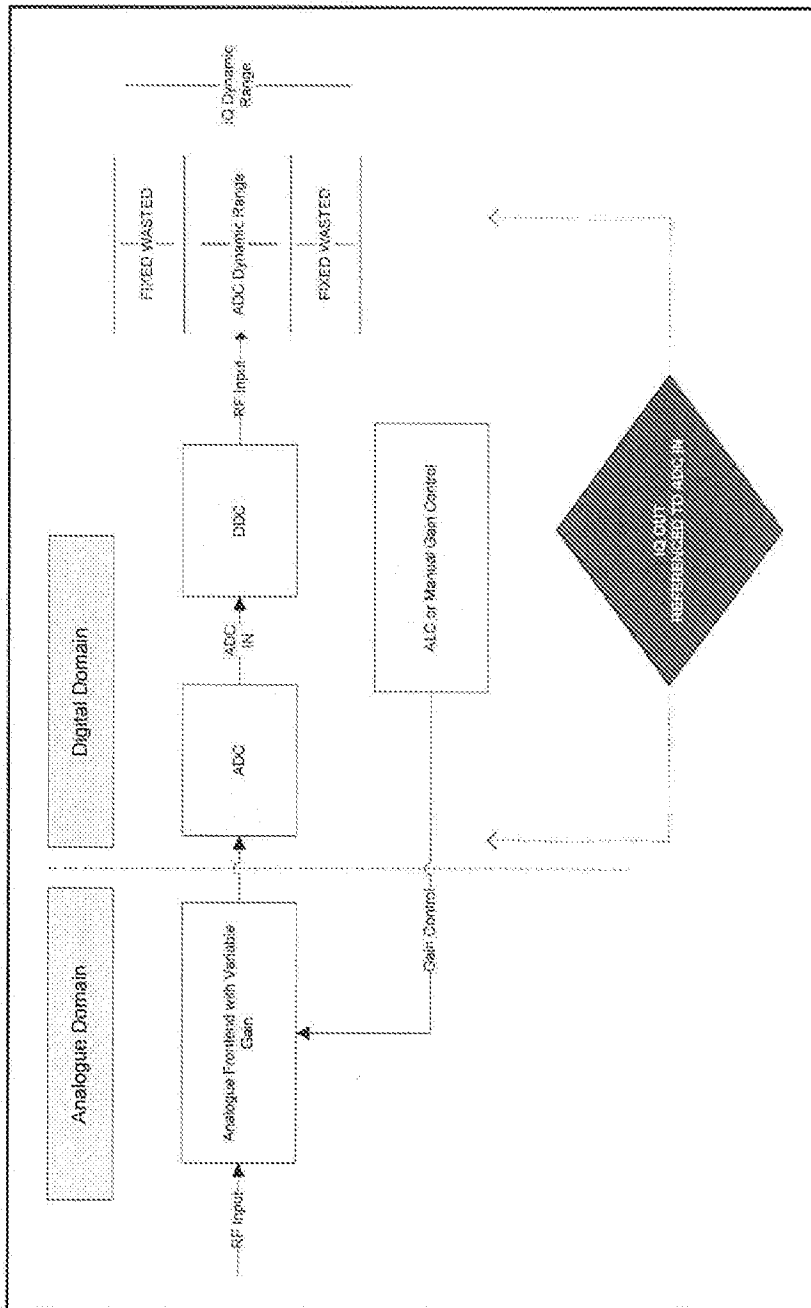 Analogue Domain
Digital Domain
RF Input
Analogue Frontend with Variable
Gain
ADC
ADC
IN
DDC
RF Input
FIXED WASTED
ADC Dynamic Range
FIXED WASTED
IQ Dynamic
Range
Gain Control
ALC or Manual Gain Control
IQ OUT
REFERENCED TO ADC IN